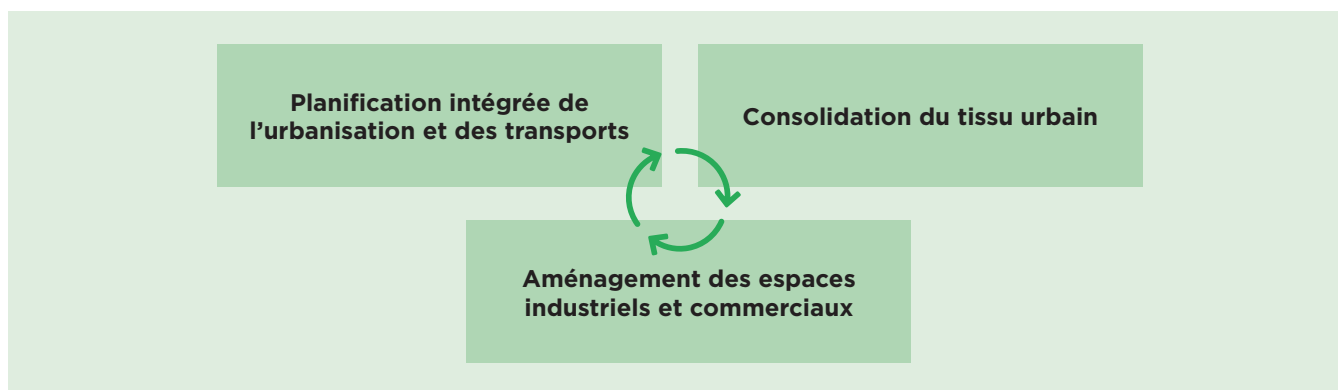 Planification intégrée de
l’urbanisation et des transports
Consolidation du tissu urbain
Aménagement des espaces
industriels et commerciaux